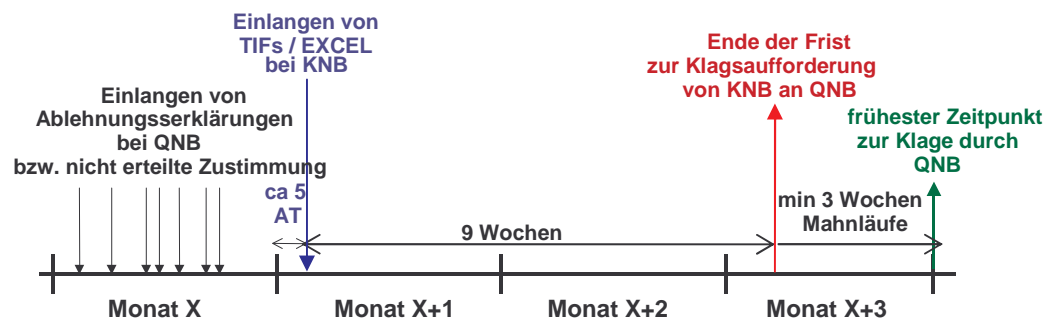 Einlangen von
TIFs / EXCEL
bei KNB
Ende der Frist
zur Klagsaufforderung
von KNB an QNB
Einlangen von
Ablehnungsserklärungen
bei QNB
bzw. nicht erteilte Zustimmung
frühester Zeitpunkt
zur Klage durch
QNB
ca 5
AT
9 Wochen
min 3 Wochen
Mahnläufe
Monat X
Monat X+1
Monat X+2
Monat X+3